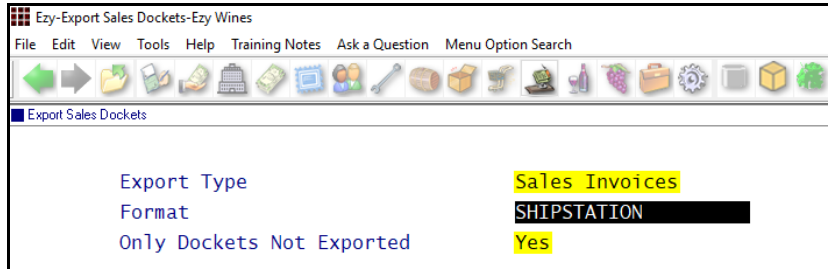 Ezy-Export Sales Dockets-Ezy Wines
File Edit View Tools Help Training Notes Ask a Question Menu Option Search
Export Sales Dockets
Export Type Sales Invoices
Format SHIPSTATION
Only Dockets Not Exported Yes